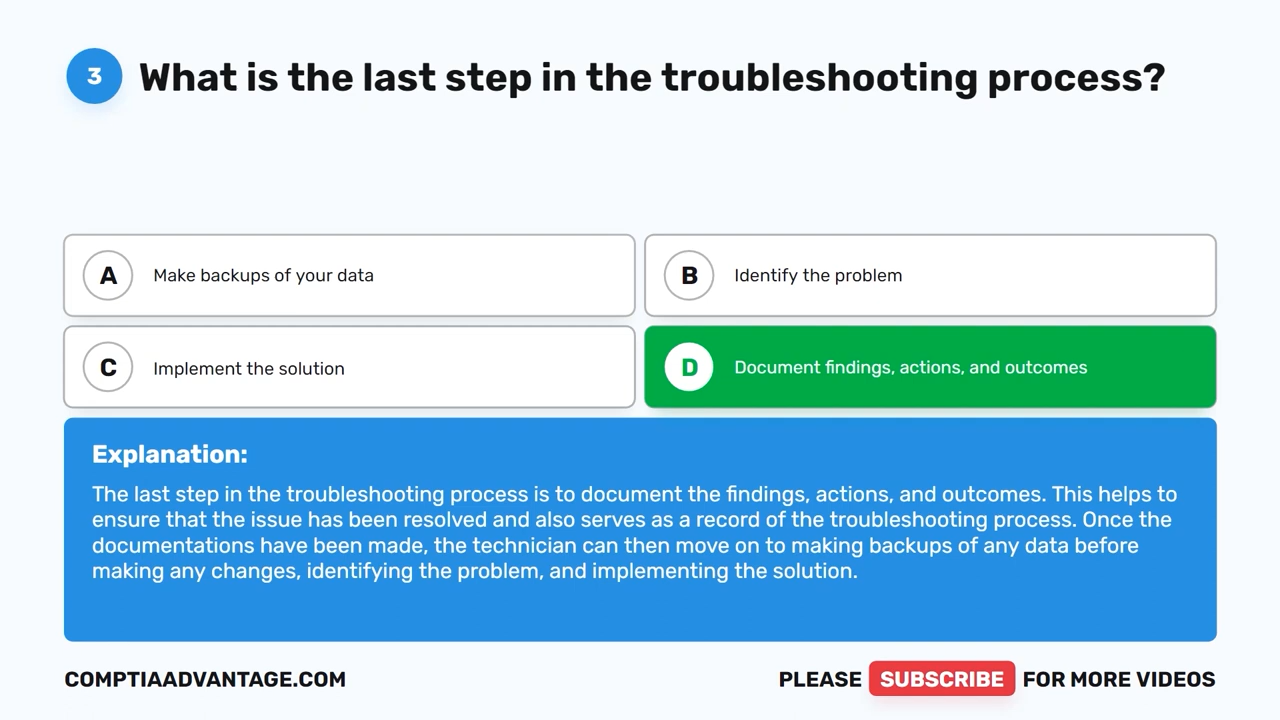 3
What is the last step in the troubleshooting process?
A
Make backups of your data
B
Identify the problem
C
Implement the solution
D
Document findings, actions, and outcomes
Explanation:
The last step in the troubleshooting process is to document the findings, actions, and outcomes. This helps to
ensure that the issue has been resolved and also serves as a record of the troubleshooting process. Once the
documentations have been made, the technician can then move on to making backups of any data before
making any changes, identifying the problem, and implementing the solution.
COMPTIAADVANTAGE.COM
PLEASE SUBSCRIBE FOR MORE VIDEOS